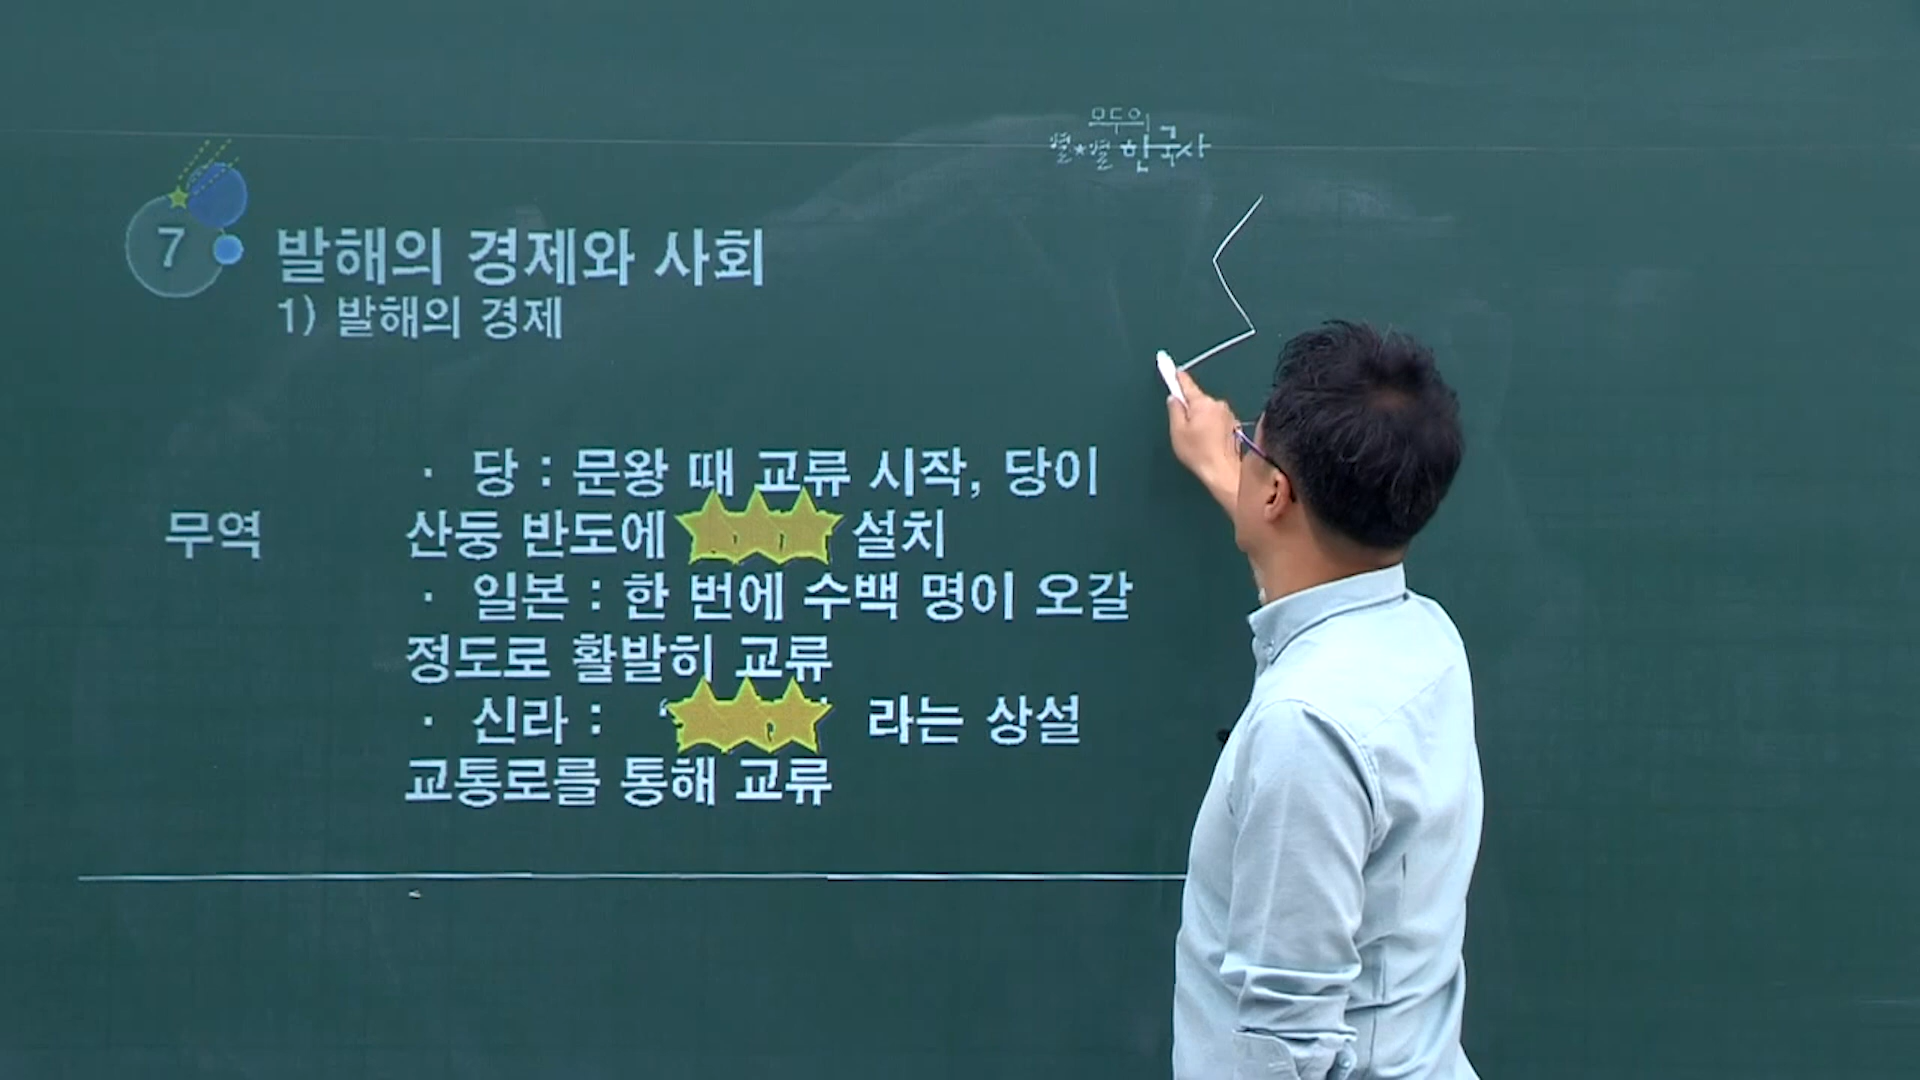 모두의
별★별 한국사
7
발해의 경제와 사회
1) 발해의 경제
무역
· 당 : 문왕 때 교류 시작, 당이
산둥 반도에 설치
· 일본 : 한 번에 수백 명이 오갈
정도로 활발히 교류
· 신라 : ‘ ’ 라는 상설
교통로를 통해 교류